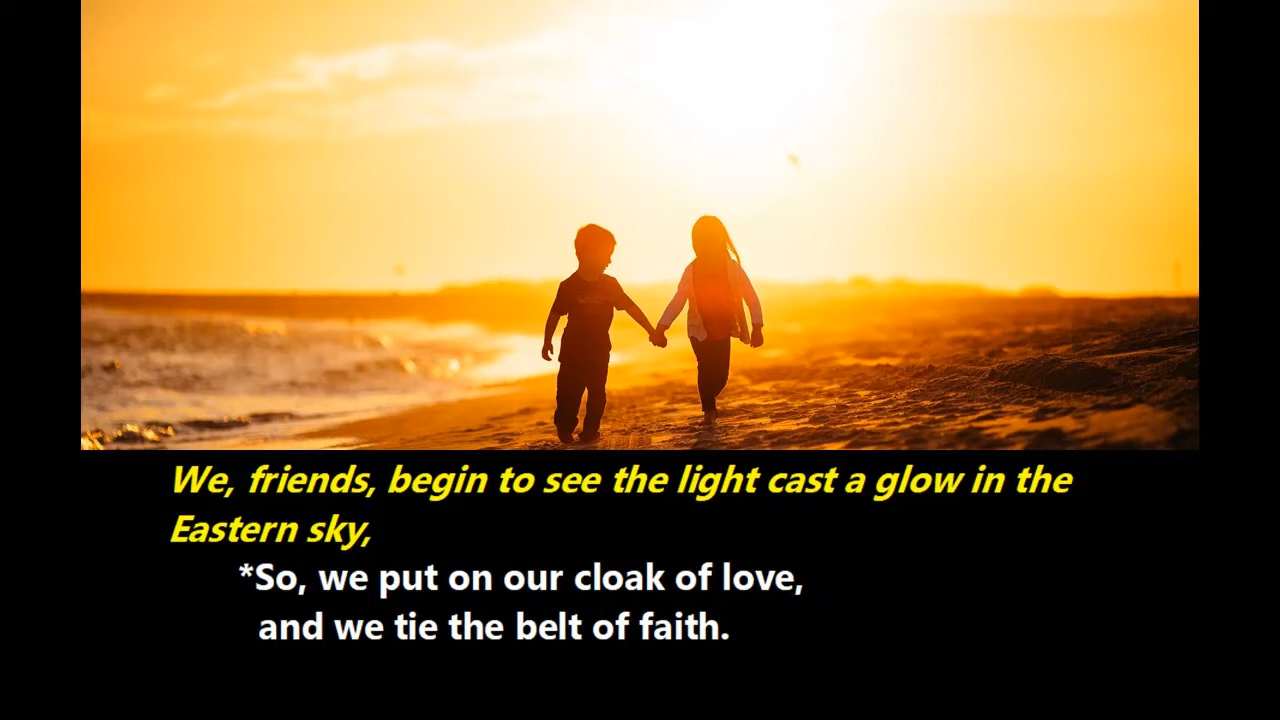 We, friends, begin to see the light cast a glow in the
Eastern sky,
*So, we put on our cloak of love,
and we tie the belt of faith.